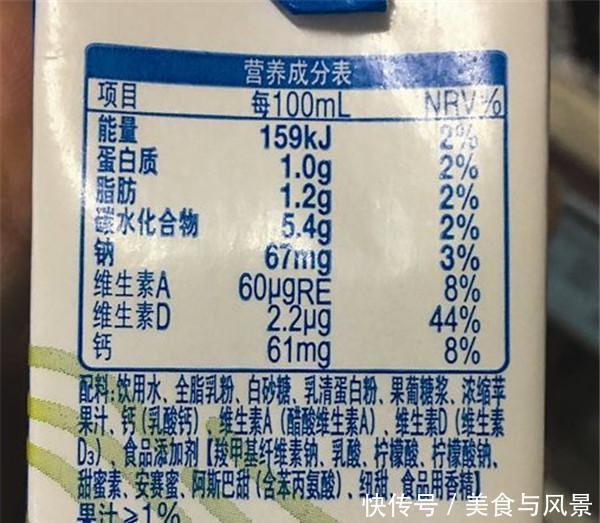 营养成分表
项目 每100mL NRV%
能量 159kJ 2%
蛋白质 1.0g 2%
脂肪 1.2g 2%
碳水化合物 5.4g 2%
钠 67mg 3%
维生素A 60μgRE 8%
维生素D 2.2μg 44%
钙 61mg 8%
配料:饮用水、全脂乳粉、白砂糖、乳清蛋白粉、果葡糖浆、浓缩苹
果汁、钙(乳酸钙)、维生素A(醋酸维生素A)、维生素D(维生素
D₃)、食品添加剂【羧甲基纤维素钠、乳酸、柠檬酸、柠檬酸钠、
甜蜜素、安赛蜜、阿斯巴甜(含苯丙氨酸)、纽甜、食品用香精】
果汁≥1%
快传号 / 美食与风景